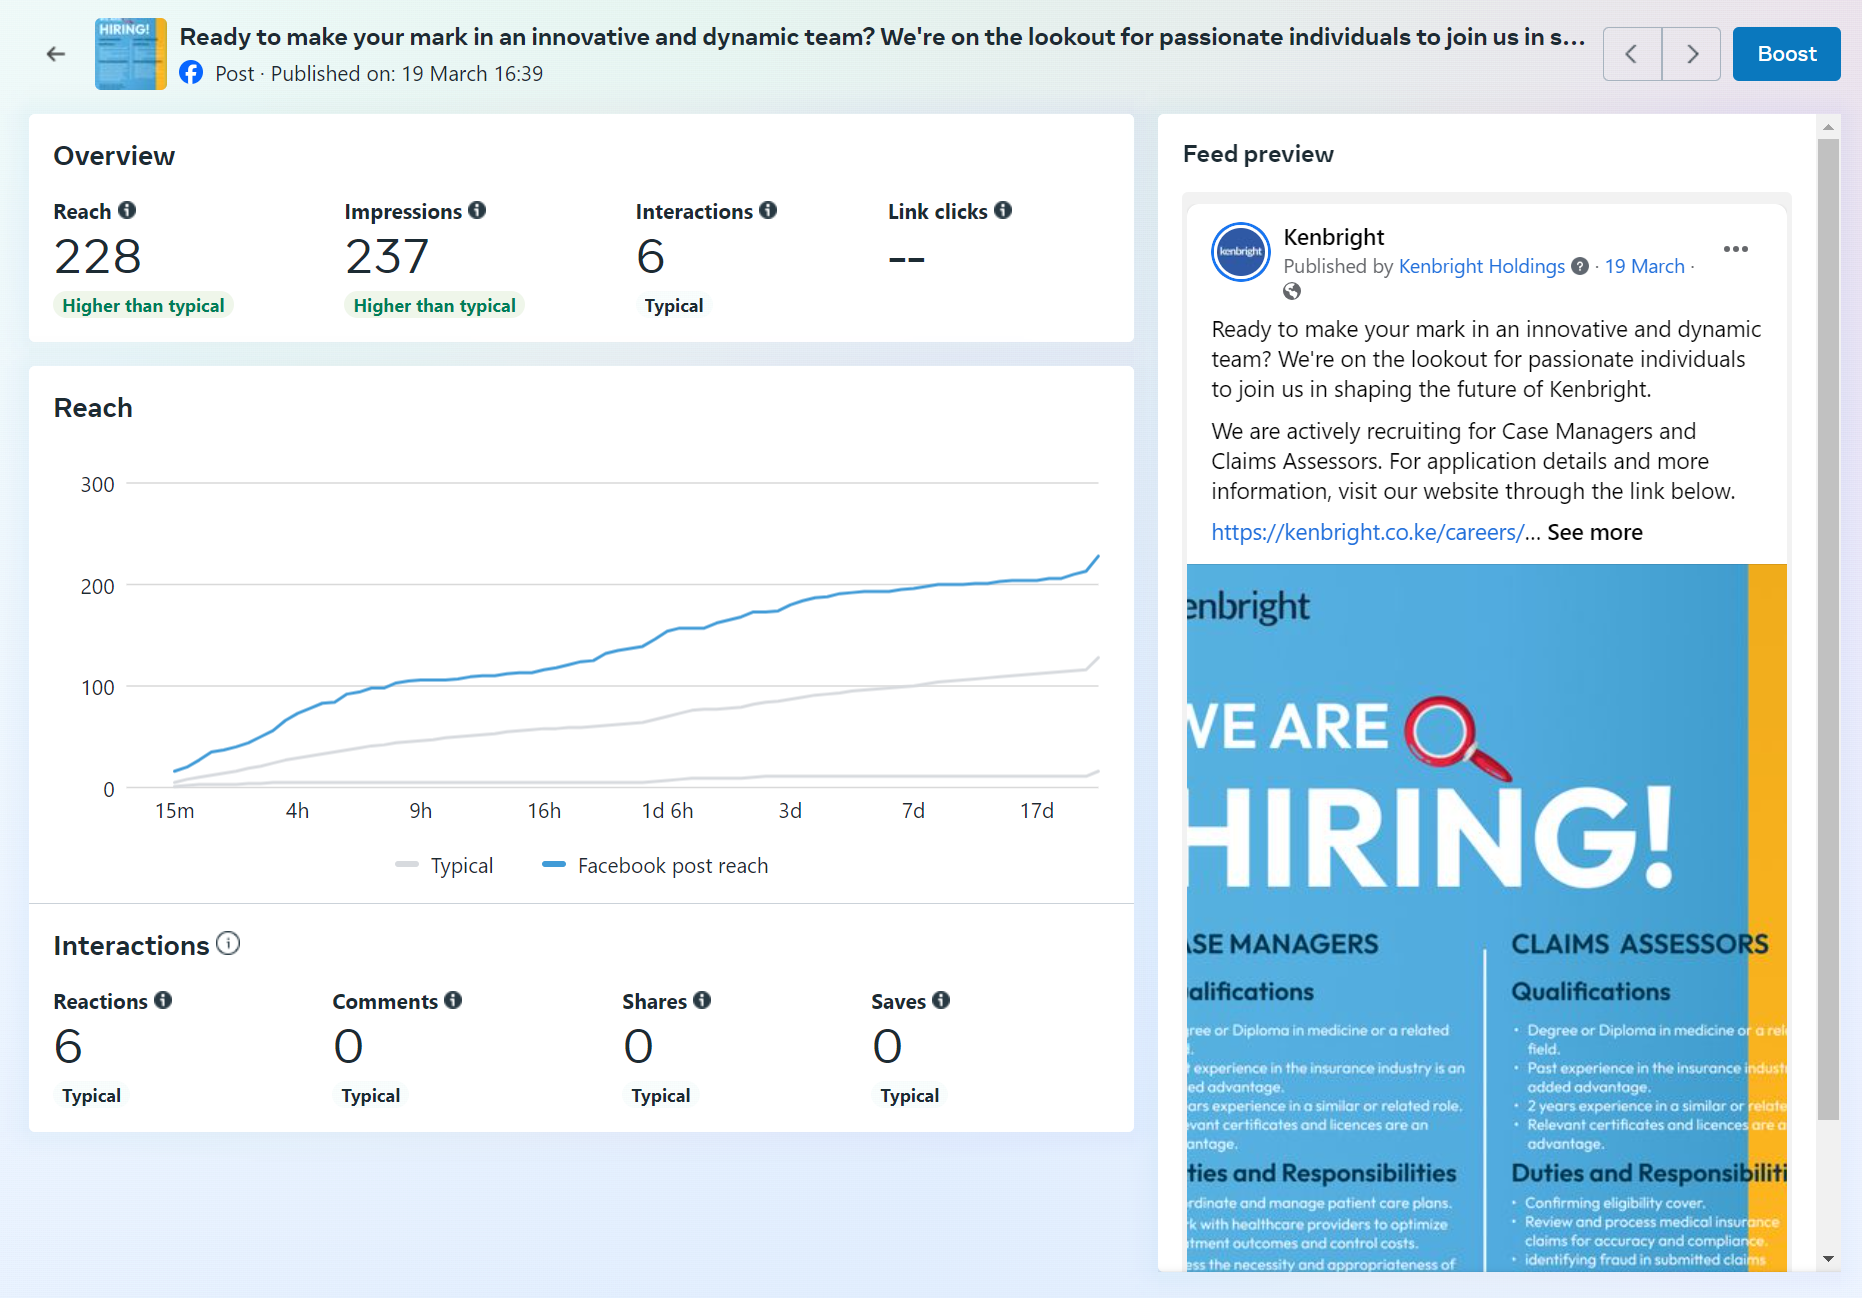 HIRING!
Ready to make your mark in an innovative and dynamic team? We're on the lookout for passionate individuals to join us in s...
Post · Published on: 19 March 16:39
Boost
Overview
Reach
Impressions
Interactions
Link clicks
228
237
6
--
Higher than typical
Higher than typical
Typical
Reach
300
200
100
0
15m
4h
9h
16h
1d 6h
3d
7d
17d
Typical
Facebook post reach
Interactions
Reactions
Comments
Shares
Saves
6
0
0
0
Typical
Typical
Typical
Typical
Feed preview
kenbright
Kenbright
Published by Kenbright Holdings · 19 March ·
Ready to make your mark in an innovative and dynamic
team? We're on the lookout for passionate individuals
to join us in shaping the future of Kenbright.
We are actively recruiting for Case Managers and
Claims Assessors. For application details and more
information, visit our website through the link below.
https://kenbright.co.ke/careers/... See more
enbright
WE ARE
HIRING!
ASE MANAGERS
alifications
ree or Diploma in medicine or a related
experience in the insurance industry is an
ed advantage.
ars experience in a similar or related role.
vant certificates and licences are an
antage.
ties and Responsibilities
rdinate and manage patient care plans.
k with healthcare providers to optimize
tment outcomes and control costs.
ess the necessity and appropriateness of
CLAIMS ASSESSORS
Qualifications
• Degree or Diploma in medicine or a rel
field.
• Past experience in the insurance indust
added advantage.
• 2 years experience in a similar or relate
• Relevant certificates and licences are a
advantage.
Duties and Responsibiliti
• Confirming eligibility cover.
• Review and process medical insurance
claims for accuracy and compliance.
• identifying fraud in submitted claims